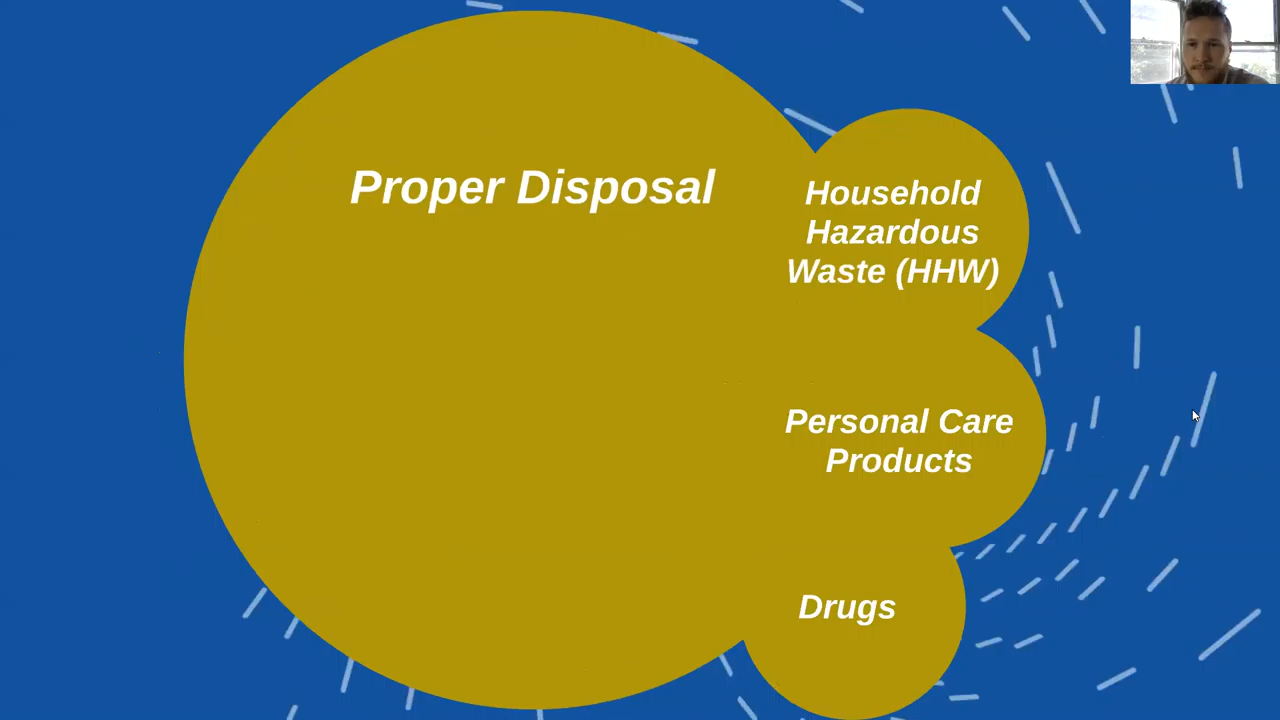 Proper Disposal
Household
Hazardous
Waste (HHW)
Personal Care
Products
Drugs